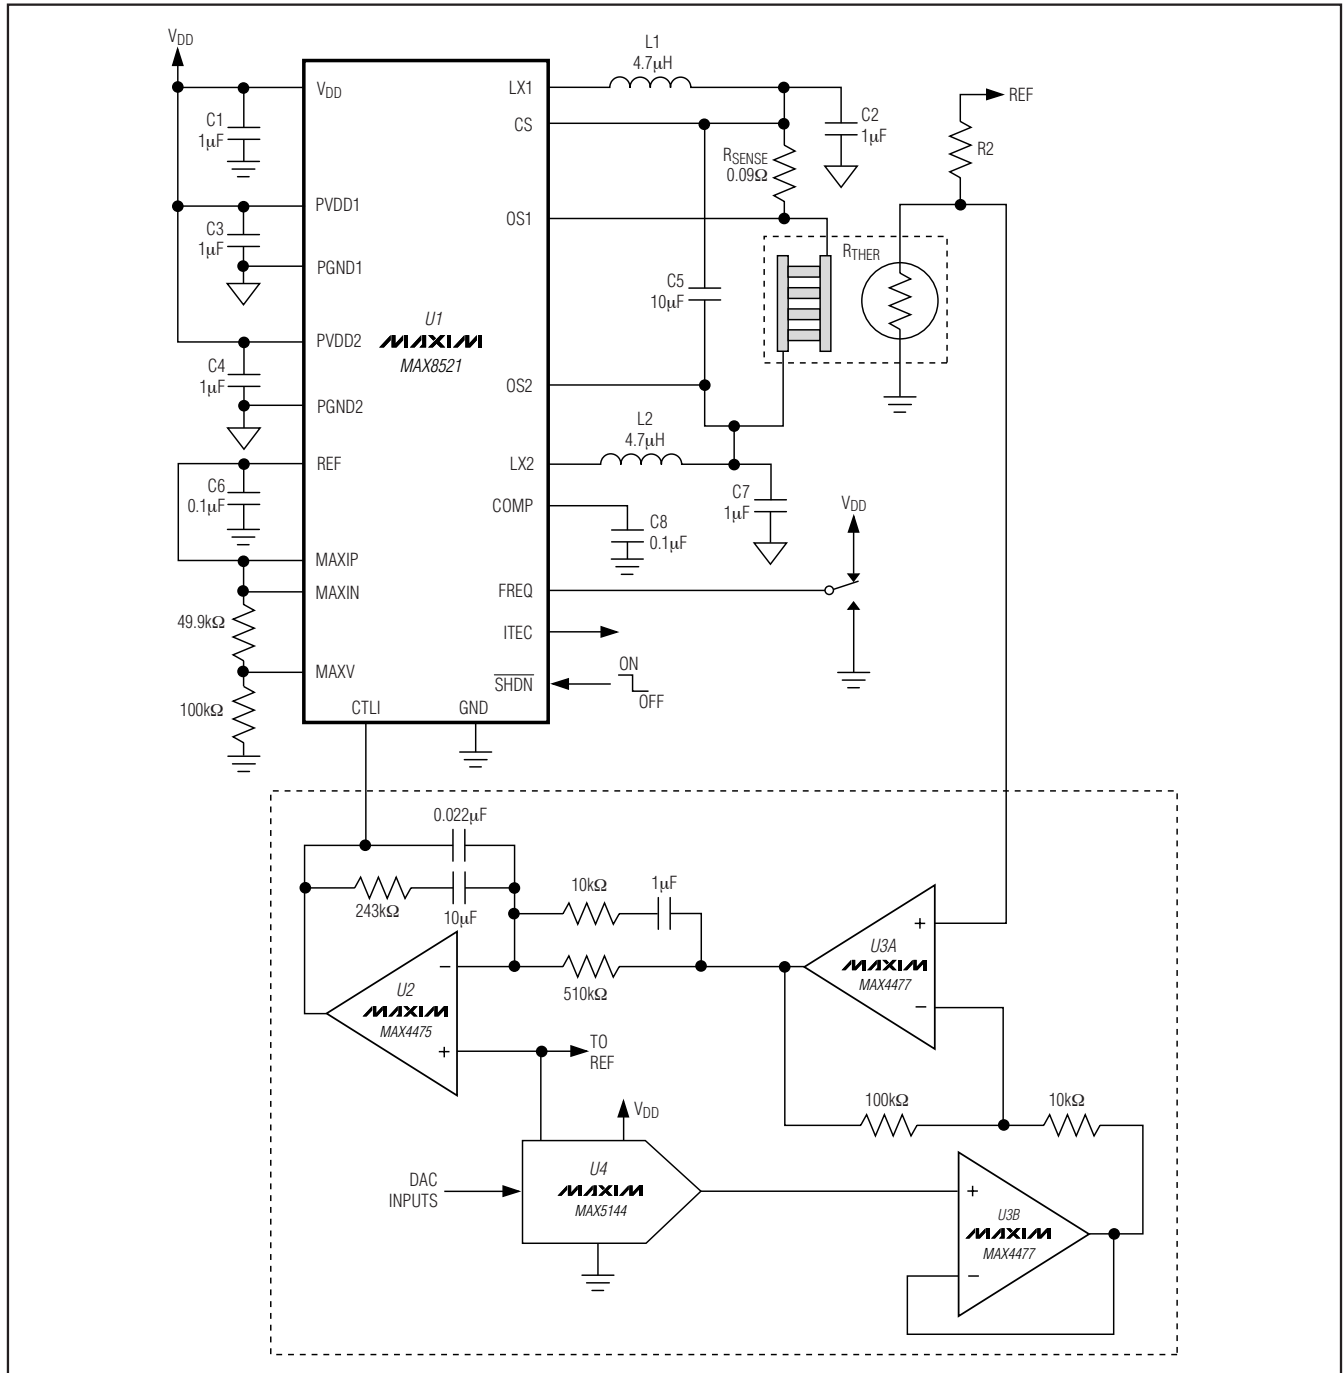 VDD
C1
1µF
C3
1µF
C4
1µF
C6
0.1µF
49.9kΩ
100kΩ
VDD
PVDD1
PGND1
PVDD2
PGND2
REF
MAXIP
MAXIN
MAXV
CTLI
GND
U1
MAXIM
MAX8521
LX1
CS
OS1
OS2
LX2
COMP
FREQ
ITEC
SHDN
L1
4.7µH
C2
1µF
RSENSE
0.09Ω
REF
R2
RTHER
C5
10µF
L2
4.7µH
C7
1µF
C8
0.1µF
VDD
ON
OFF
0.022µF
243kΩ
10µF
10kΩ
1µF
510kΩ
U2
MAXIM
MAX4475
−
+
TO
REF
U3A
MAXIM
MAX4477
+
−
100kΩ
10kΩ
VDD
DAC
INPUTS
U4
MAXIM
MAX5144
+
U3B
MAXIM
MAX4477
−